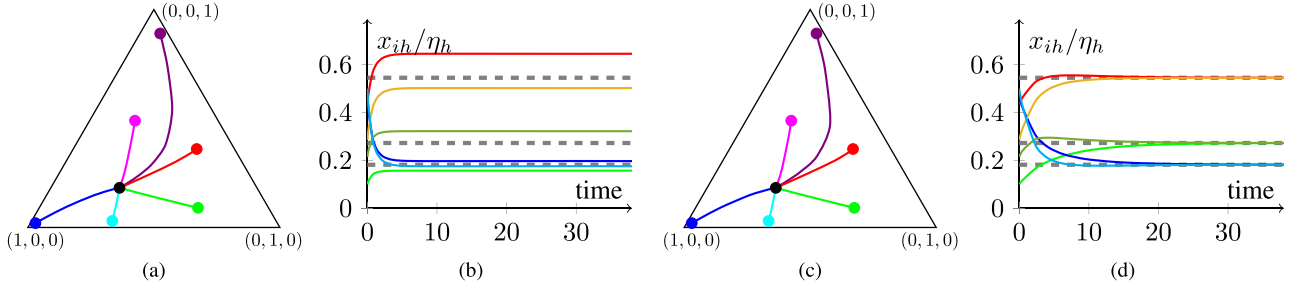 (0, 0, 1)
(1, 0, 0)
(0, 1, 0)
(a)
x_{ih}/η_h
0.6
0.4
0.2
0
time
0 10 20 30
(b)
(0, 0, 1)
(1, 0, 0)
(0, 1, 0)
(c)
x_{ih}/η_h
0.6
0.4
0.2
0
time
0 10 20 30
(d)